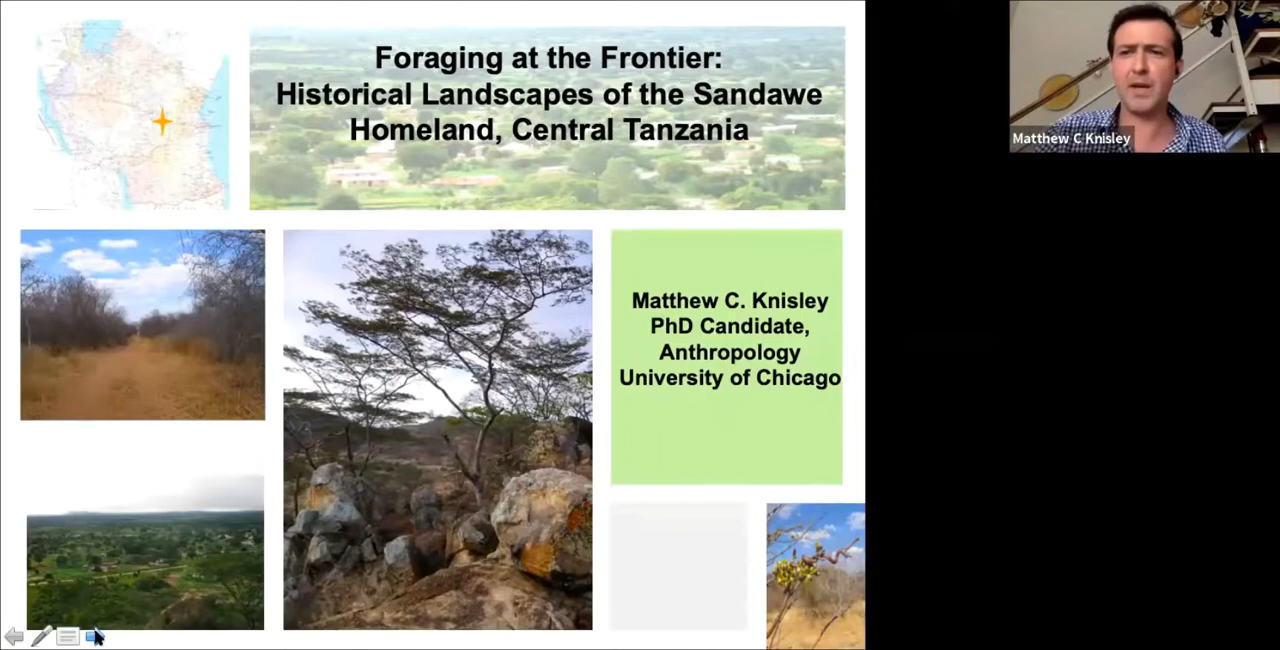 Foraging at the Frontier:
Historical Landscapes of the Sandawe
Homeland, Central Tanzania
Matthew C Knisley
Matthew C. Knisley
PhD Candidate,
Anthropology
University of Chicago